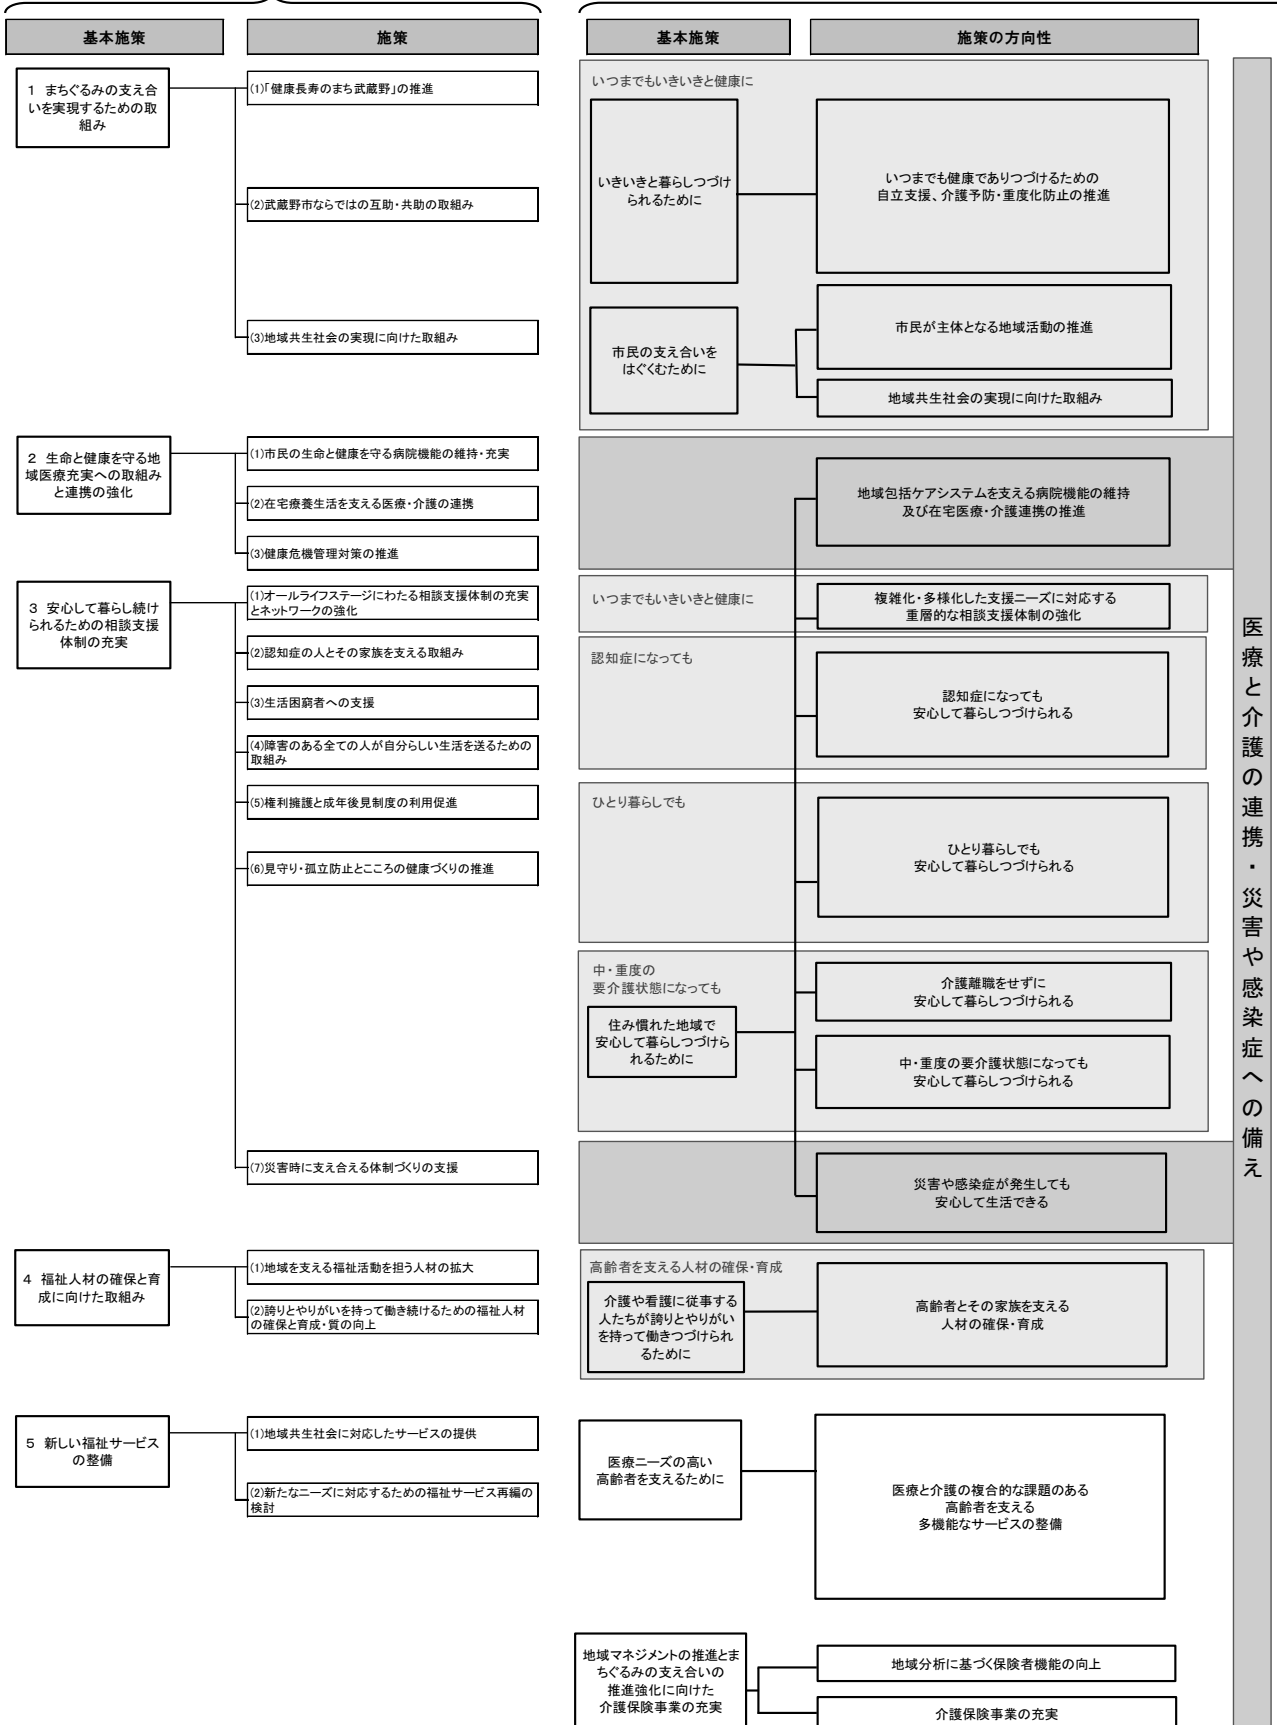 基本施策
施策
1 まちぐるみの支え合
いを実現するための取
組み
(1)「健康長寿のまち武蔵野」の推進
(2)武蔵野市ならではの互助・共助の取組み
(3)地域共生社会の実現に向けた取組み
2 生命と健康を守る地
域医療充実への取組み
と連携の強化
(1)市民の生命と健康を守る病院機能の維持・充実
(2)在宅療養生活を支える医療・介護の連携
(3)健康危機管理対策の推進
3 安心して暮らし続け
られるための相談支援
体制の充実
(1)オールライフステージにわたる相談支援体制の充実
とネットワークの強化
(2)認知症の人とその家族を支える取組み
(3)生活困窮者への支援
(4)障害のある全ての人が自分らしい生活を送るための
取組み
(5)権利擁護と成年後見制度の利用促進
(6)見守り・孤立防止とこころの健康づくりの推進
(7)災害時に支え合える体制づくりの支援
4 福祉人材の確保と育
成に向けた取組み
(1)地域を支える福祉活動を担う人材の拡大
(2)誇りとやりがいを持って働き続けるための福祉人材
の確保と育成・質の向上
5 新しい福祉サービス
の整備
(1)地域共生社会に対応したサービスの提供
(2)新たなニーズに対応するための福祉サービス再編の
検討
基本施策
施策の方向性
いつまでもいきいきと健康に
いきいきと暮らしつづけ
られるために
いつまでも健康でありつづけるための
自立支援、介護予防・重度化防止の推進
市民の支え合いを
はぐくむために
市民が主体となる地域活動の推進
地域共生社会の実現に向けた取組み
地域包括ケアシステムを支える病院機能の維持
及び在宅医療・介護連携の推進
いつまでもいきいきと健康に
複雑化・多様化した支援ニーズに対応する
重層的な相談支援体制の強化
認知症になっても
認知症になっても
安心して暮らしつづけられる
ひとり暮らしでも
ひとり暮らしでも
安心して暮らしつづけられる
中・重度の
要介護状態になっても
住み慣れた地域で
安心して暮らしつづけら
れるために
介護離職をせずに
安心して暮らしつづけられる
中・重度の要介護状態になっても
安心して暮らしつづけられる
災害や感染症が発生しても
安心して生活できる
高齢者を支える人材の確保・育成
介護や看護に従事する
人たちが誇りとやりがい
を持って働きつづけられ
るために
高齢者とその家族を支える
人材の確保・育成
医療ニーズの高い
高齢者を支えるために
医療と介護の複合的な課題のある
高齢者を支える
多機能なサービスの整備
地域マネジメントの推進とま
ちぐるみの支え合いの
推進強化に向けた
介護保険事業の充実
地域分析に基づく保険者機能の向上
介護保険事業の充実
医療と介護の連携・災害や感染症への備え